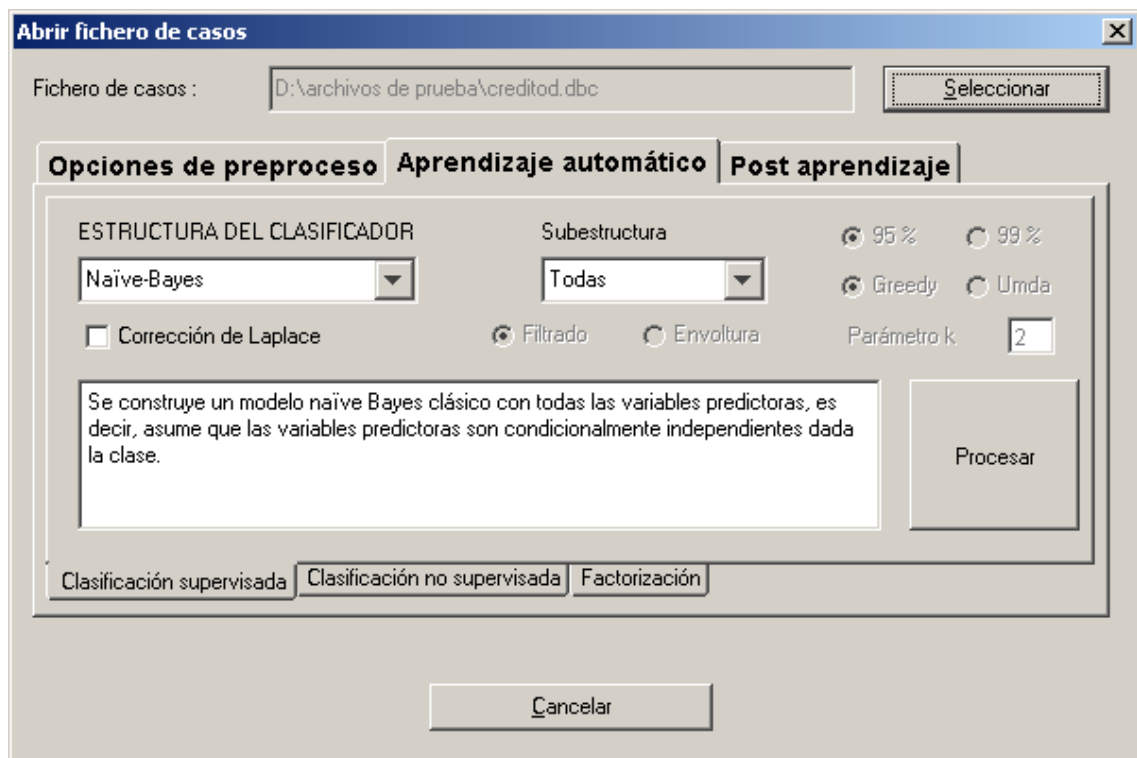 Abrir fichero de casos
Fichero de casos : D:\archivos de prueba\creditod.dbc Seleccionar
Opciones de preproceso Aprendizaje automático Post aprendizaje
ESTRUCTURA DEL CLASIFICADOR Subestructura 95 % 99 %
Naïve-Bayes Todas Greedy Umda
Corrección de Laplace Filtrado Envoltura Parámetro k 2
Se construye un modelo naïve Bayes clásico con todas las variables predictoras, es
decir, asume que las variables predictoras son condicionalmente independientes dada
la clase.
Procesar
Clasificación supervisada Clasificación no supervisada Factorización
Cancelar